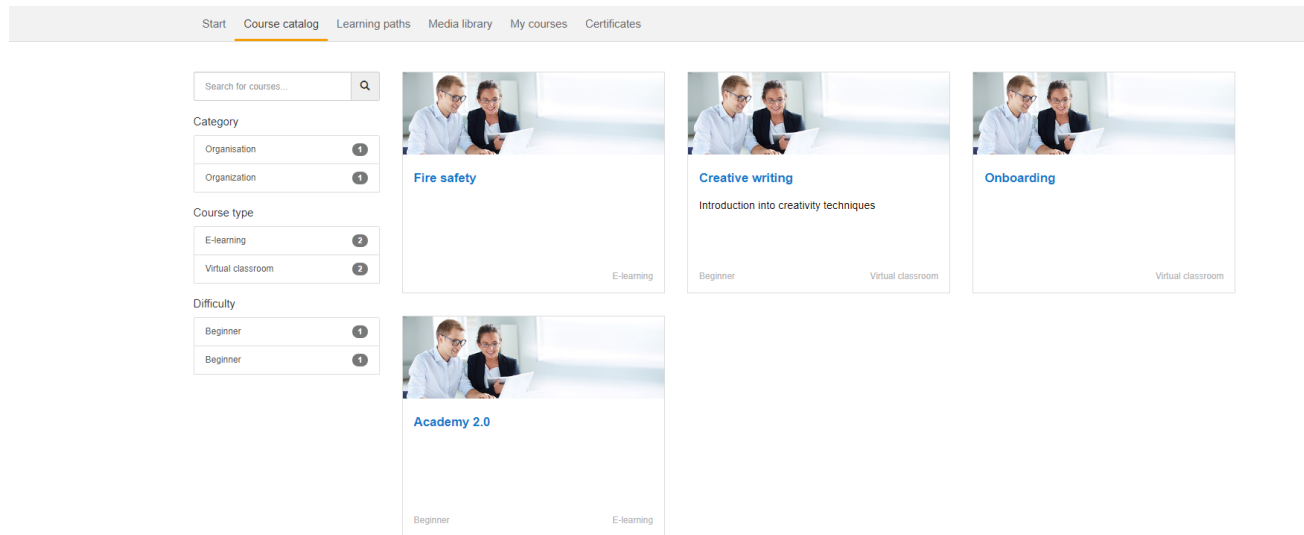 Start Course catalog Learning paths Media library My courses Certificates
Search for courses...
Category
Organisation 1
Organization 1
Course type
E-learning 2
Virtual classroom 2
Difficulty
Beginner 1
Beginner 1
Fire safety
E-learning
Creative writing
Introduction into creativity techniques
Beginner Virtual classroom
Onboarding
Virtual classroom
Academy 2.0
Beginner E-learning